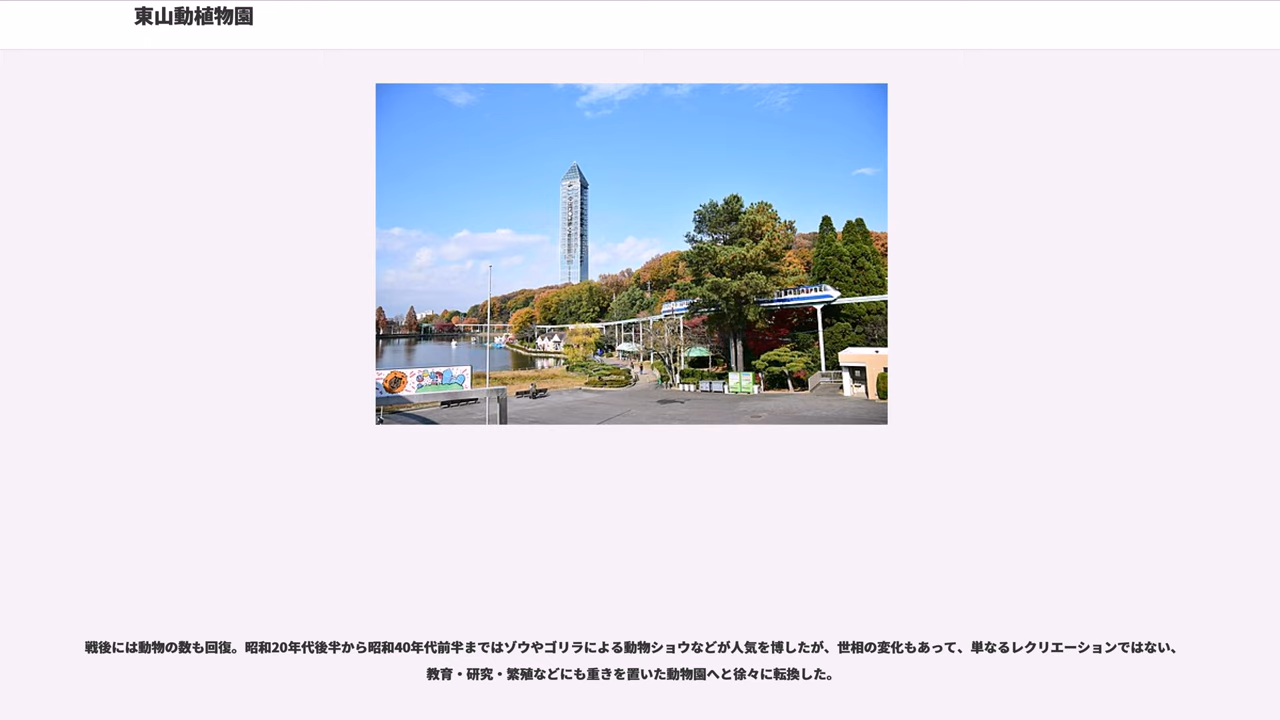 東山動植物園
戦後には動物の数も回復。昭和20年代後半から昭和40年代前半まではゾウやゴリラによる動物ショウなどが人気を博したが、世相の変化もあって、単なるレクリエーションではない、
教育・研究・繁殖などにも重きを置いた動物園へと徐々に転換した。